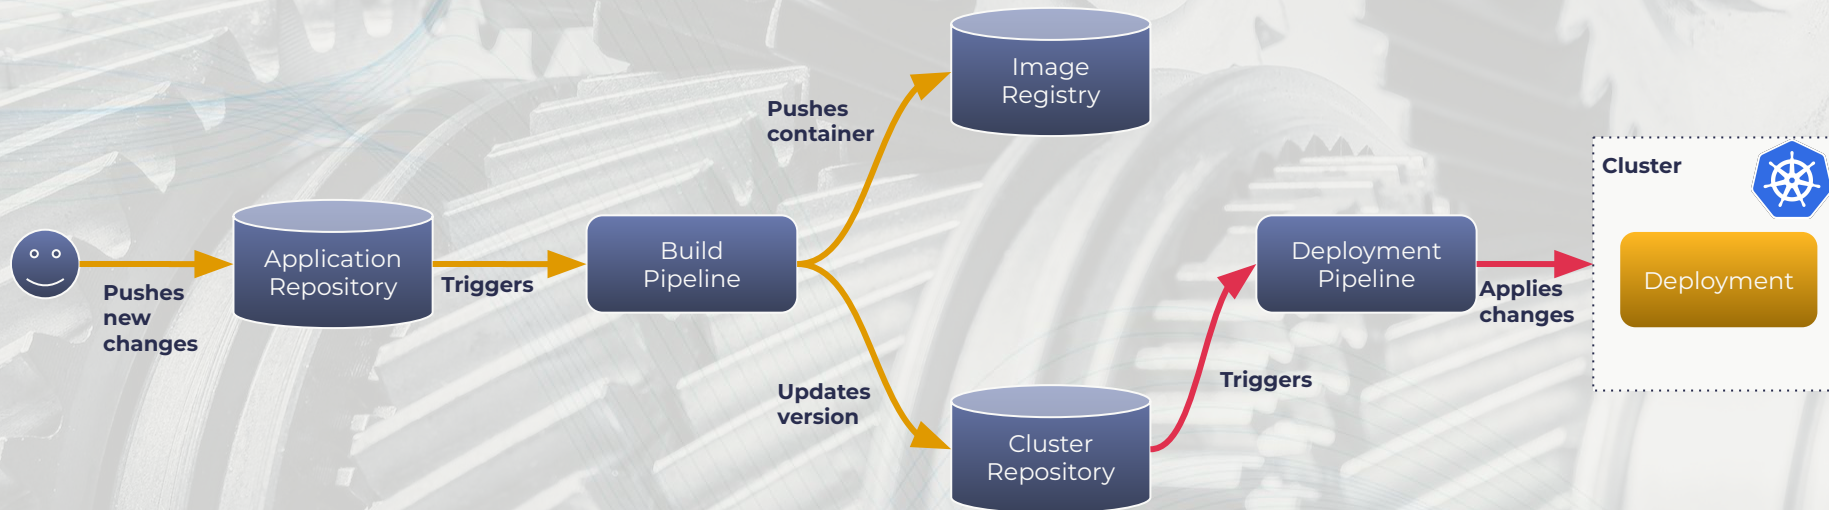 Pushes
new
changes
Application
Repository
Triggers
Build
Pipeline
Pushes
container
Image
Registry
Updates
version
Cluster
Repository
Triggers
Deployment
Pipeline
Applies
changes
Cluster
Deployment